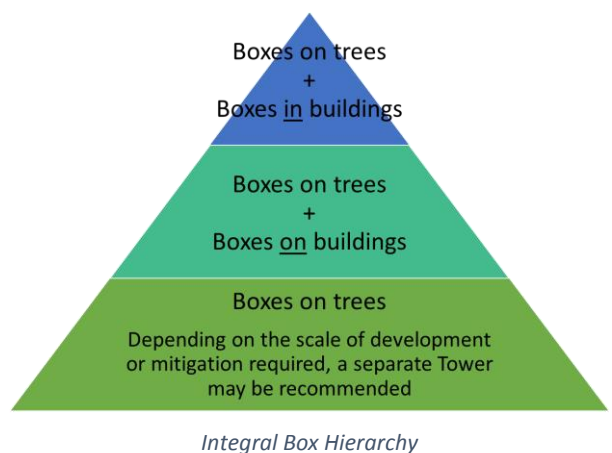 Boxes on trees
+
Boxes in buildings
Boxes on trees
+
Boxes on buildings
Boxes on trees
Depending on the scale of development
or mitigation required, a separate Tower
may be recommended
Integral Box Hierarchy